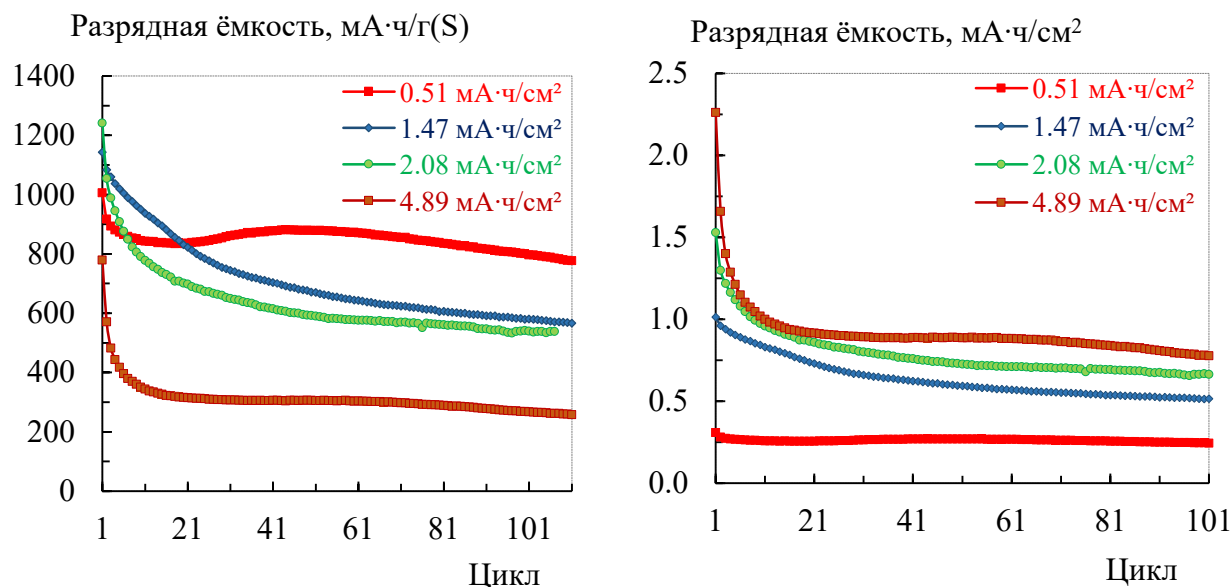 Разрядная ёмкость, мА·ч/г(S)
1400
1200
1000
800
600
400
200
0
0.51 мА·ч/см²
1.47 мА·ч/см²
2.08 мА·ч/см²
4.89 мА·ч/см²
1 21 41 61 81 101
Цикл
Разрядная ёмкость, мА·ч/см²
2.5
2.0
1.5
1.0
0.5
0.0
0.51 мА·ч/см²
1.47 мА·ч/см²
2.08 мА·ч/см²
4.89 мА·ч/см²
1 21 41 61 81 101
Цикл